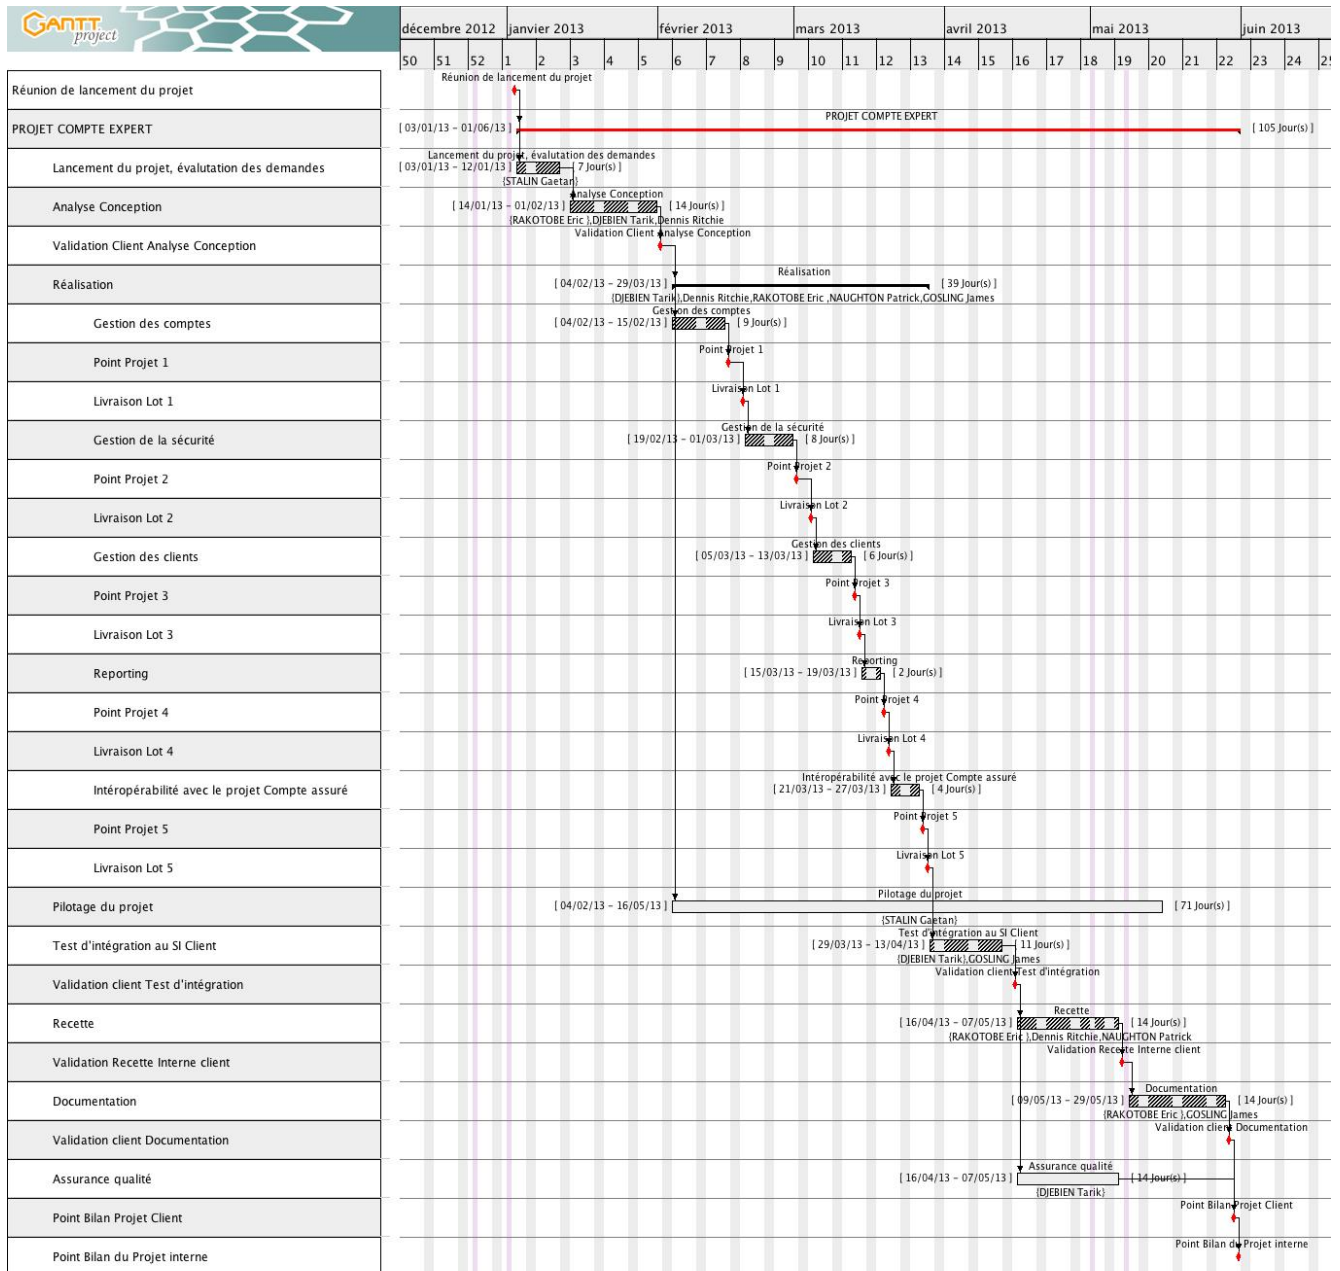 GANTT
project
décembre 2012 janvier 2013 février 2013 mars 2013 avril 2013 mai 2013 juin 2013
50 51 52 1 2 3 4 5 6 7 8 9 10 11 12 13 14 15 16 17 18 19 20 21 22 23 24 25
Réunion de lancement du projet
Réunion de lancement du projet
PROJET COMPTE EXPERT
PROJET COMPTE EXPERT
[ 03/01/13 - 01/06/13 ] [ 105 Jour(s) ]
Lancement du projet, évalutation des demandes
Lancement du projet, évalutation des demandes
[ 03/01/13 - 12/01/13 ] [ 7 Jour(s) ]
{STALIN Gaetan}
Analyse Conception
Analyse Conception
[ 14/01/13 - 01/02/13 ] [ 14 Jour(s) ]
{RAKOTOBE Eric },DJEBIEN Tarik,Dennis Ritchie
Validation Client Analyse Conception
Validation Client Analyse Conception
Réalisation
Réalisation
[ 04/02/13 - 29/03/13 ] [ 39 Jour(s) ]
{DJEBIEN Tarik},Dennis Ritchie,RAKOTOBE Eric ,NAUGHTON Patrick,GOSLING James
Gestion des comptes
Gestion des comptes
[ 04/02/13 - 15/02/13 ] [ 9 Jour(s) ]
Point Projet 1
Point Projet 1
Livraison Lot 1
Livraison Lot 1
Gestion de la sécurité
Gestion de la sécurité
[ 19/02/13 - 01/03/13 ] [ 8 Jour(s) ]
Point Projet 2
Point Projet 2
Livraison Lot 2
Livraison Lot 2
Gestion des clients
Gestion des clients
[ 05/03/13 - 13/03/13 ] [ 6 Jour(s) ]
Point Projet 3
Point Projet 3
Livraison Lot 3
Livraison Lot 3
Reporting
Reporting
[ 15/03/13 - 19/03/13 ] [ 2 Jour(s) ]
Point Projet 4
Point Projet 4
Livraison Lot 4
Livraison Lot 4
Intéropérabilité avec le projet Compte assuré
Intéropérabilité avec le projet Compte assuré
[ 21/03/13 - 27/03/13 ] [ 4 Jour(s) ]
Point Projet 5
Point Projet 5
Livraison Lot 5
Livraison Lot 5
Pilotage du projet
Pilotage du projet
[ 04/02/13 - 16/05/13 ] [ 71 Jour(s) ]
{STALIN Gaetan}
Test d'intégration au SI Client
Test d'intégration au SI Client
[ 29/03/13 - 13/04/13 ] [ 11 Jour(s) ]
{DJEBIEN Tarik},GOSLING James
Validation client Test d'intégration
Validation client Test d'intégration
Recette
Recette
[ 16/04/13 - 07/05/13 ] [ 14 Jour(s) ]
{RAKOTOBE Eric },Dennis Ritchie,NAUGHTON Patrick
Validation Recette Interne client
Validation Recette Interne client
Documentation
Documentation
[ 09/05/13 - 29/05/13 ] [ 14 Jour(s) ]
{RAKOTOBE Eric },GOSLING James
Validation client Documentation
Validation client Documentation
Assurance qualité
Assurance qualité
[ 16/04/13 - 07/05/13 ] [ 14 Jour(s) ]
{DJEBIEN Tarik}
Point Bilan Projet Client
Point Bilan Projet Client
Point Bilan du Projet interne
Point Bilan du Projet interne